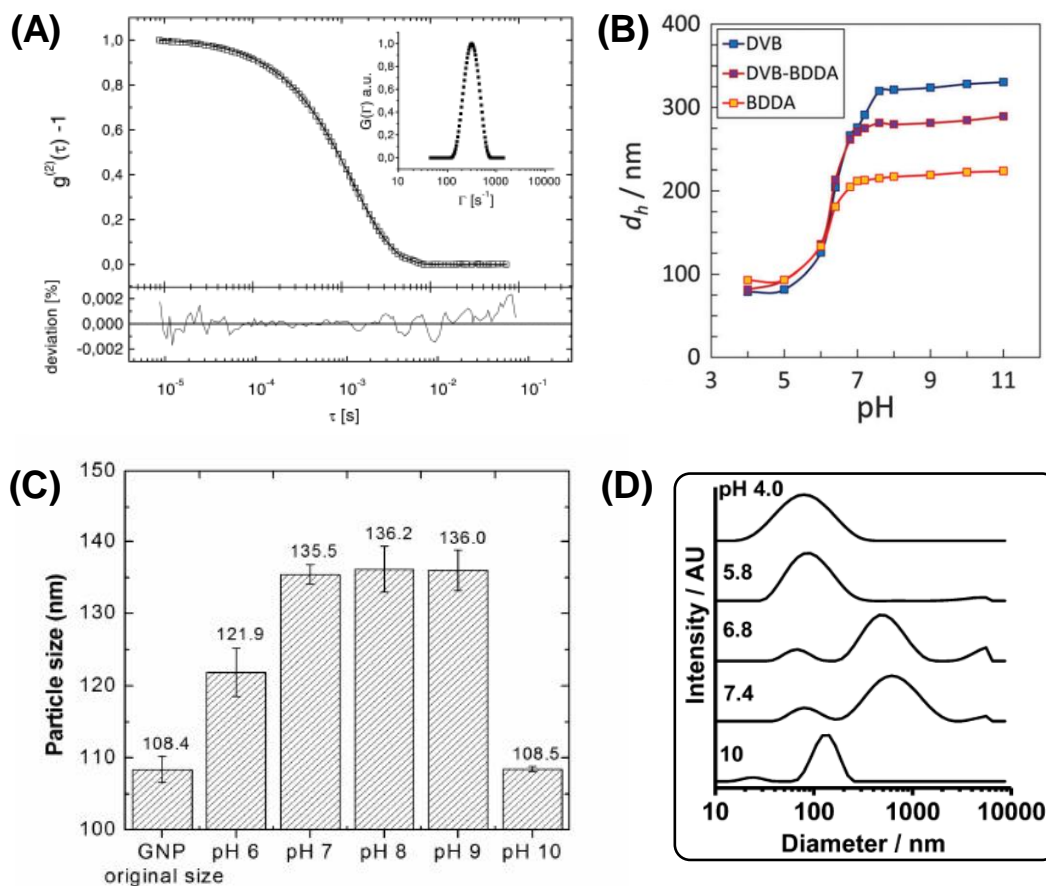 (A)
1,0
0,8
0,6
0,4
0,2
0,0
g(2)(τ) -1
1,0
0,8
0,6
0,4
0,2
0,0
G(Γ) a.u.
10 100 1000 10000
Γ [s-1)
0,002
0,000
-0,002
deviation [%]
10-5 10-4 10-3 10-2 10-1
τ [s]
(B)
400
300
200
100
0
dh / nm
DVB
DVB-BDDA
BDDA
3 5 7 9 11
pH
(C)
150
140
130
120
110
100
Particle size (nm)
108.4
121.9
135.5
136.2
136.0
108.5
GNP pH 6 pH 7 pH 8 pH 9 pH 10
original size
(D)
Intensity / AU
pH 4.0
5.8
6.8
7.4
10
10 100 1000 10000
Diameter / nm